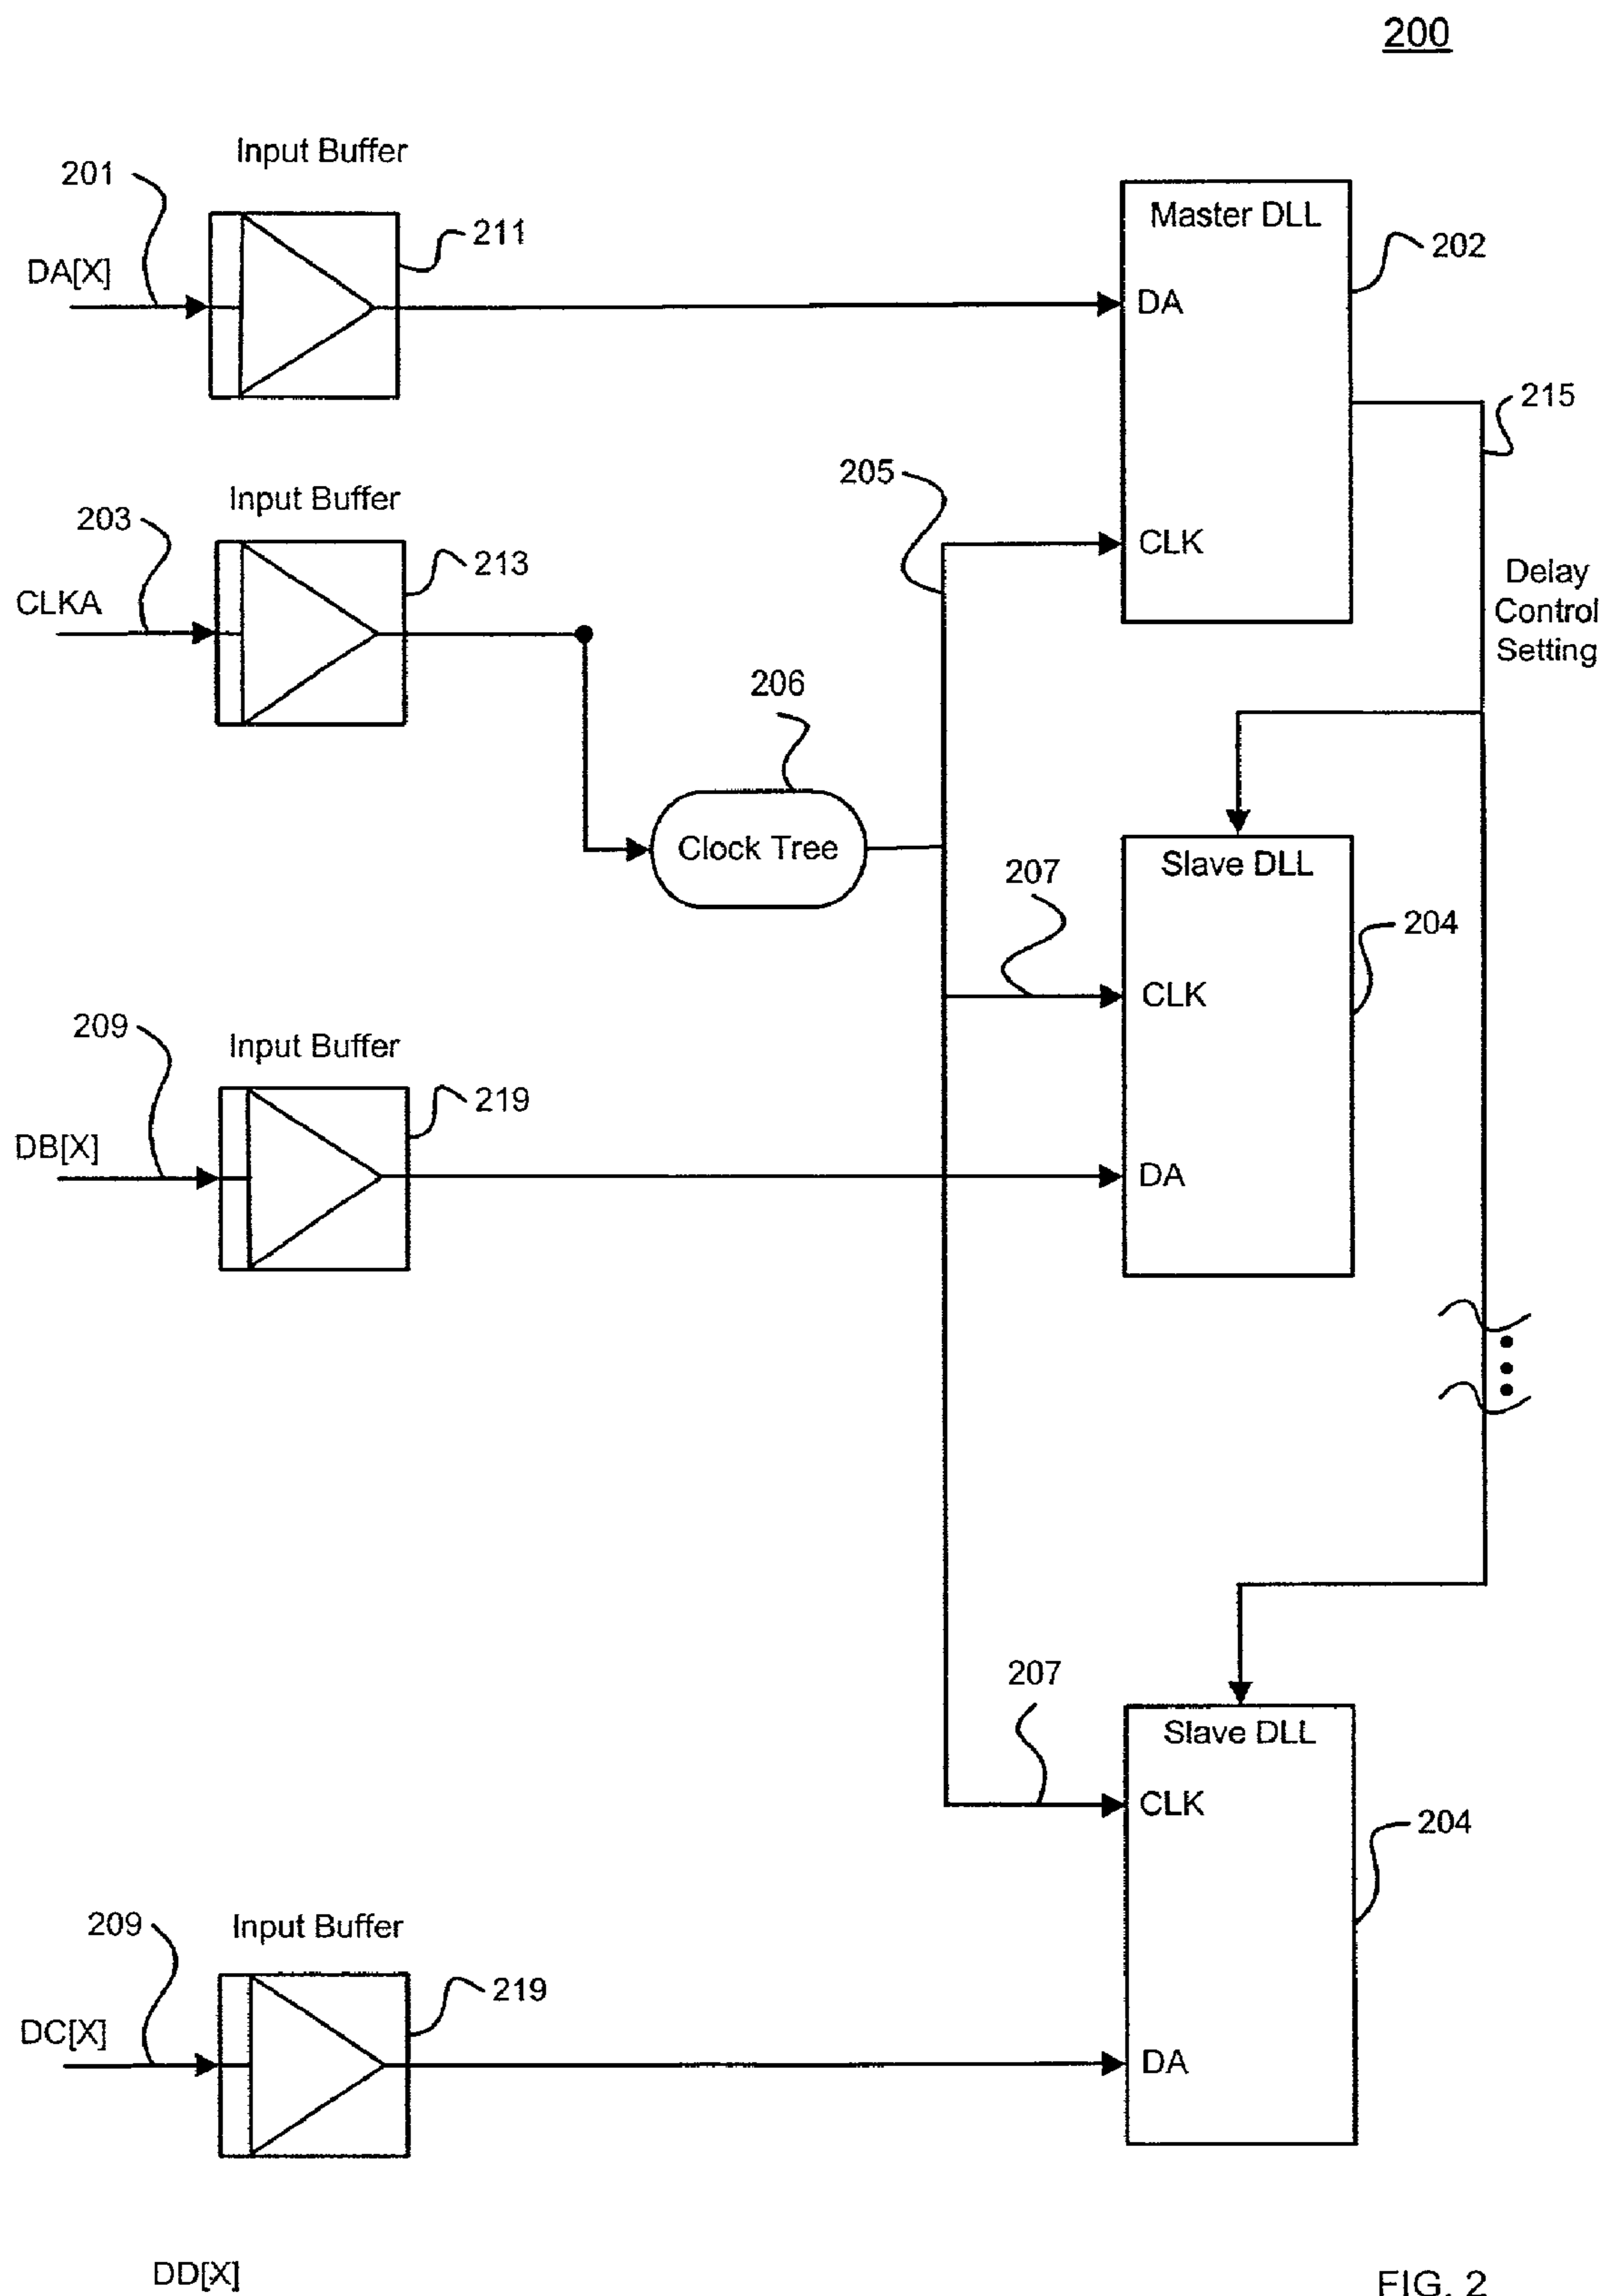 200
Input Buffer
201
211
DA[X]
Master DLL
202
DA
215
205
Input Buffer
203
213
CLKA
CLK
Delay
Control
Setting
206
Clock Tree
Slave DLL
207
204
CLK
209
Input Buffer
219
DB[X]
DA
207
Slave DLL
CLK
204
209
Input Buffer
219
DC[X]
DA
DD[X]
FIG. 2